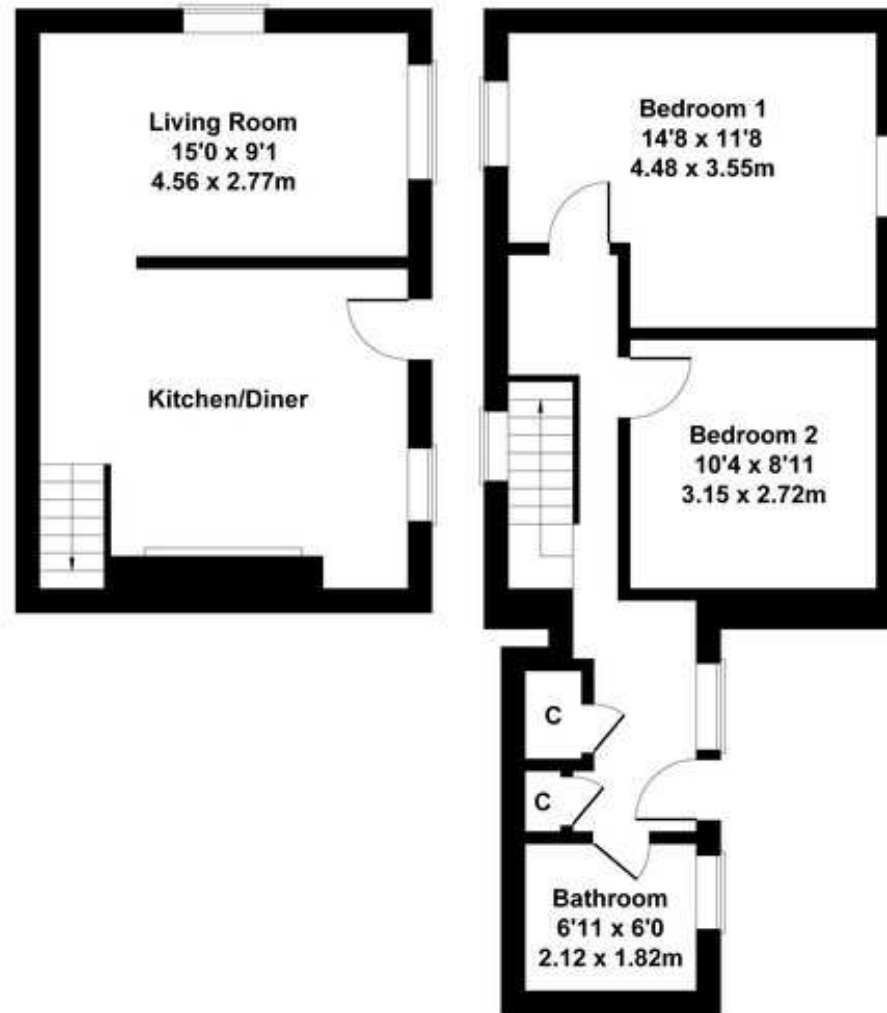 Living Room
15'0 x 9'1
4.56 x 2.77m
Kitchen/Diner
Bedroom 1
14'8 x 11'8
4.48 x 3.55m
Bedroom 2
10'4 x 8'11
3.15 x 2.72m
C
C
Bathroom
6'11 x 6'0
2.12 x 1.82m